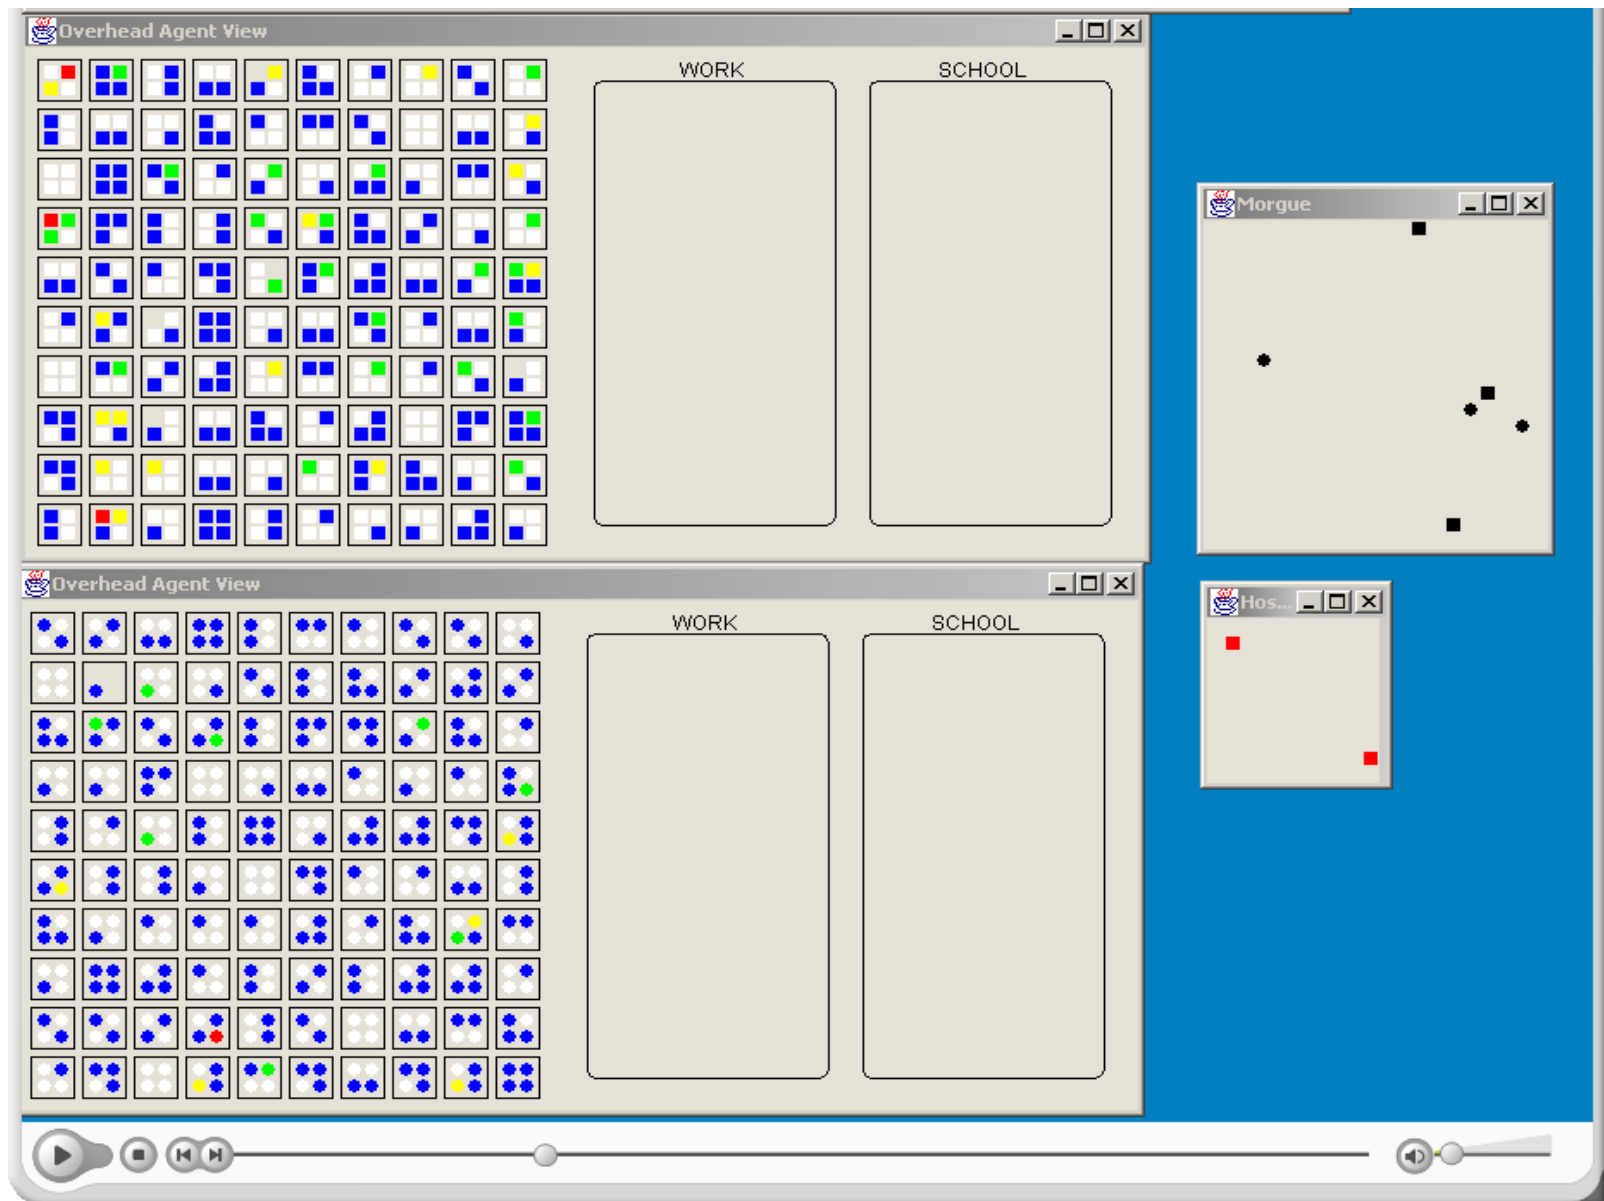 Overhead Agent View
WORK
SCHOOL
Morgue
Overhead Agent View
WORK
SCHOOL
Hos...